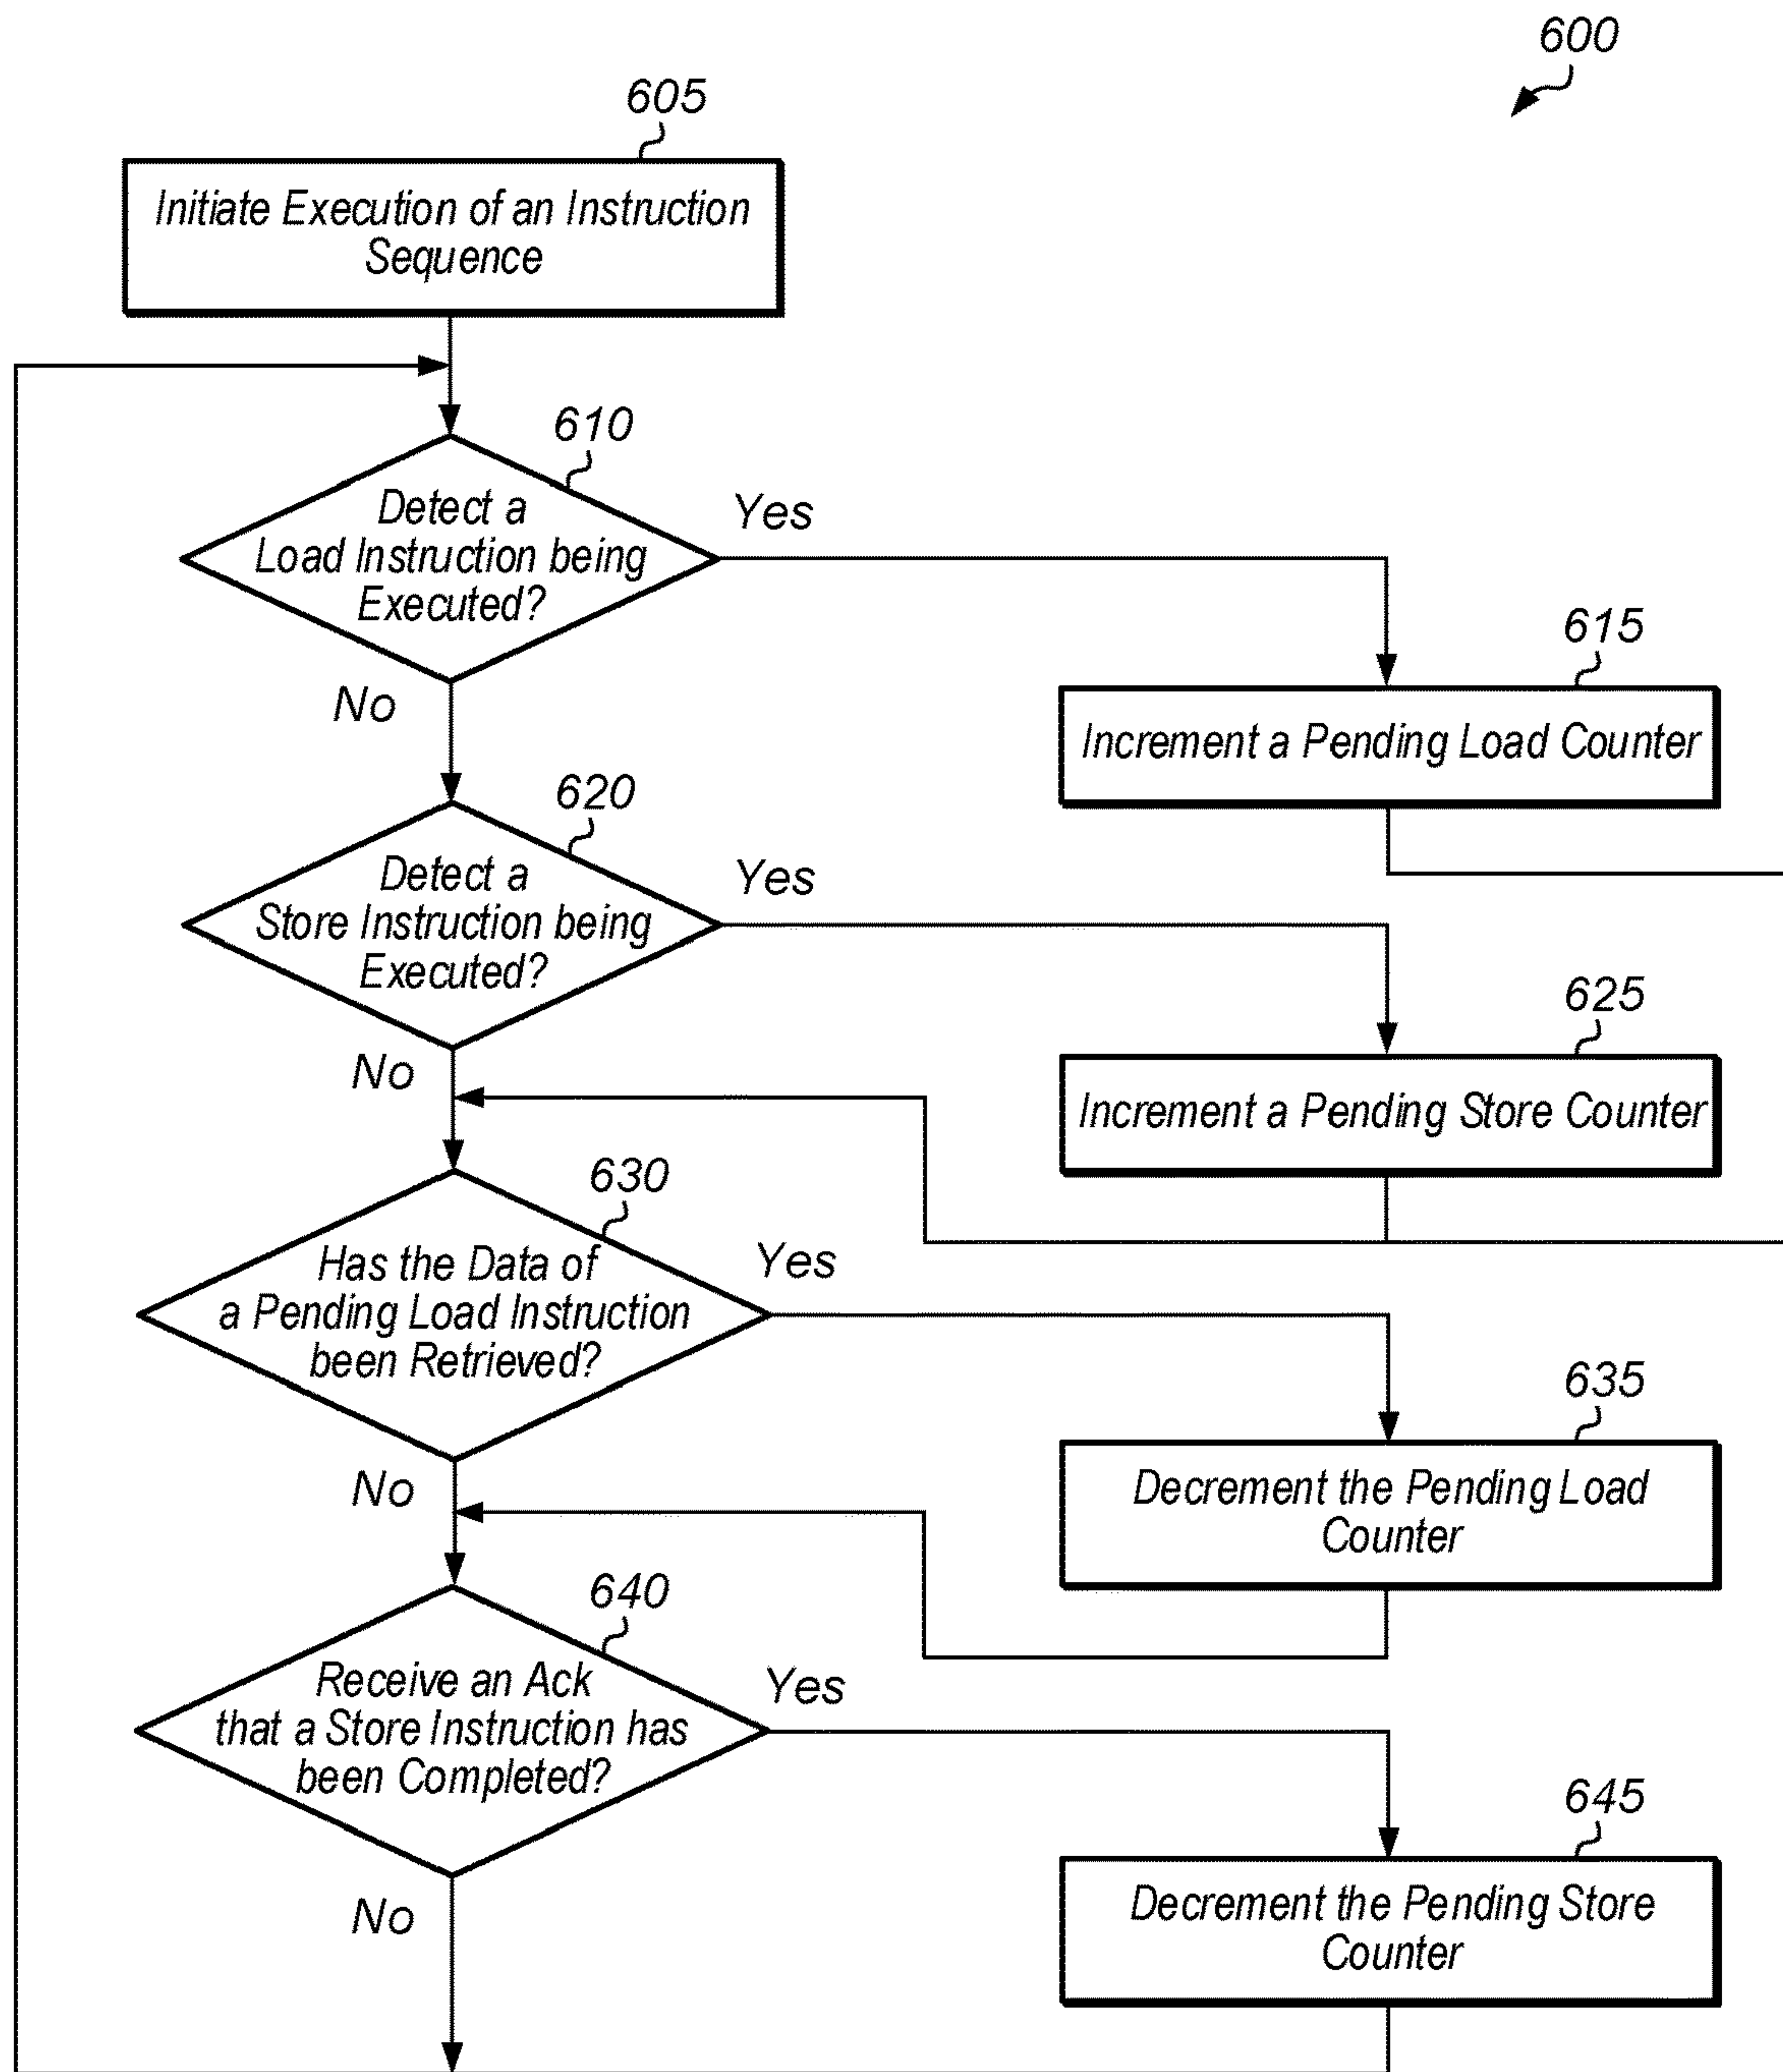 600
605
Initiate Execution of an Instruction
Sequence
610
Detect a
Load Instruction being
Executed?
Yes
No
615
Increment a Pending Load Counter
620
Detect a
Store Instruction being
Executed?
Yes
No
625
Increment a Pending Store Counter
630
Has the Data of
a Pending Load Instruction
been Retrieved?
Yes
No
635
Decrement the Pending Load
Counter
640
Receive an Ack
that a Store Instruction has
been Completed?
Yes
No
645
Decrement the Pending Store
Counter